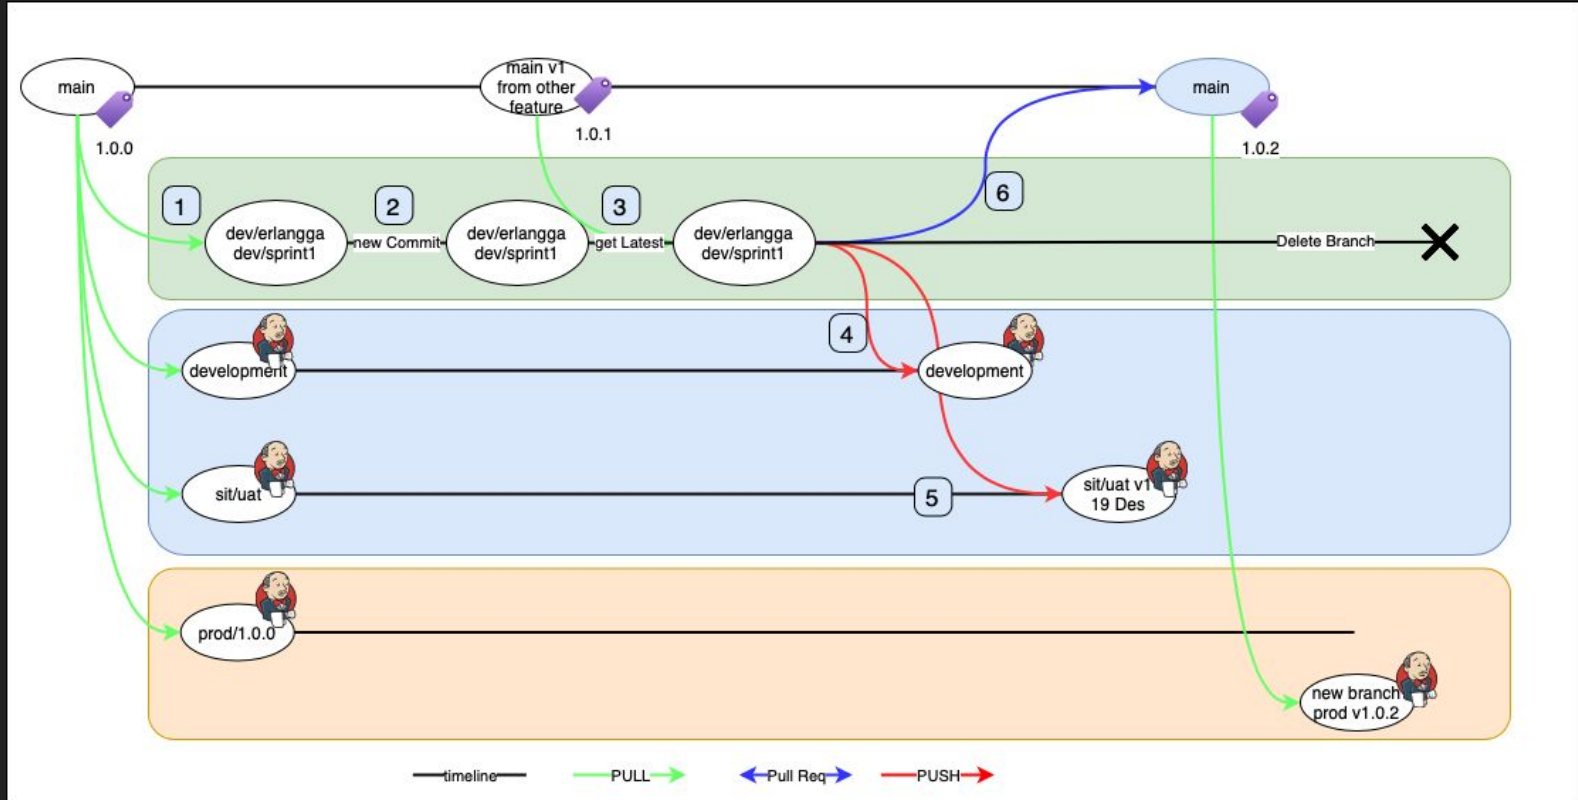 main
1.0.0
main v1
from other
feature
1.0.1
main
1.0.2
1
2
3
6
dev/erlangga
dev/sprint1
new Commit
dev/erlangga
dev/sprint1
get Latest
dev/erlangga
dev/sprint1
Delete Branch
4
development
development
sit/uat
5
sit/uat v1
19 Des
prod/1.0.0
new branch
prod v1.0.2
timeline
PULL
Pull Req
PUSH